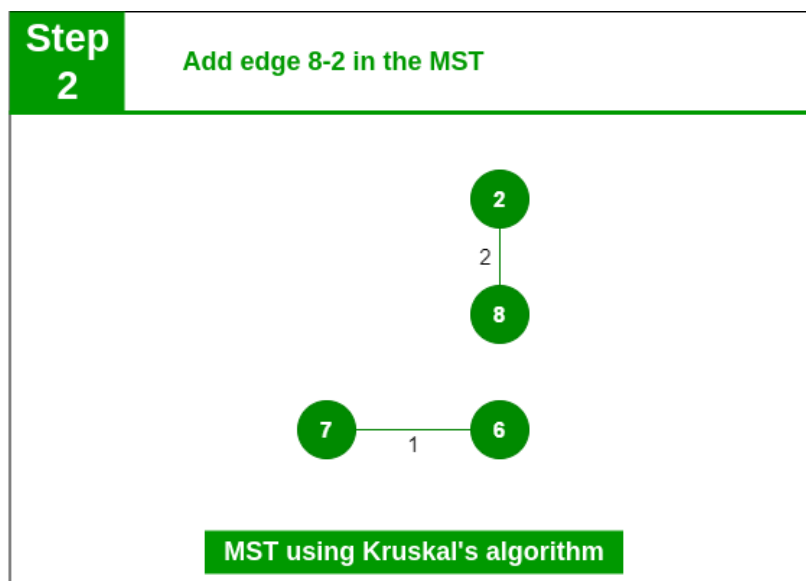 Step
2
Add edge 8-2 in the MST
2
2
8
7
6
1
MST using Kruskal's algorithm